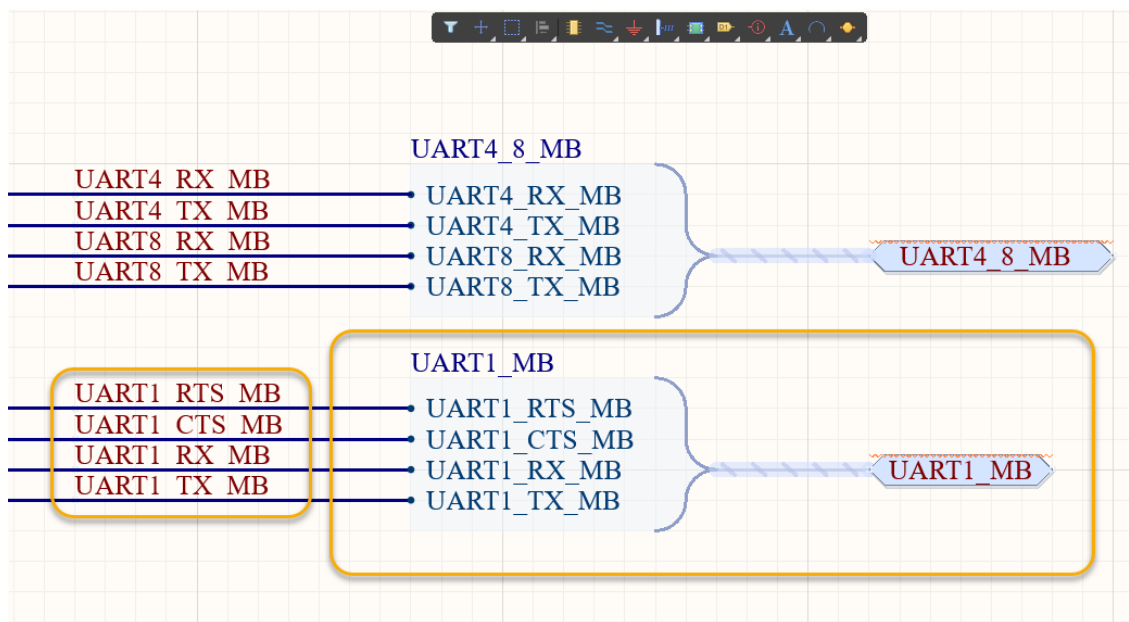 UART4_8_MB
UART4_RX_MB
UART4_TX_MB
UART8_RX_MB
UART8_TX_MB
UART4_RX_MB
UART4_TX_MB
UART8_RX_MB
UART8_TX_MB
UART4_8_MB
UART1_MB
UART1_RTS_MB
UART1_CTS_MB
UART1_RX_MB
UART1_TX_MB
UART1_RTS_MB
UART1_CTS_MB
UART1_RX_MB
UART1_TX_MB
UART1_MB